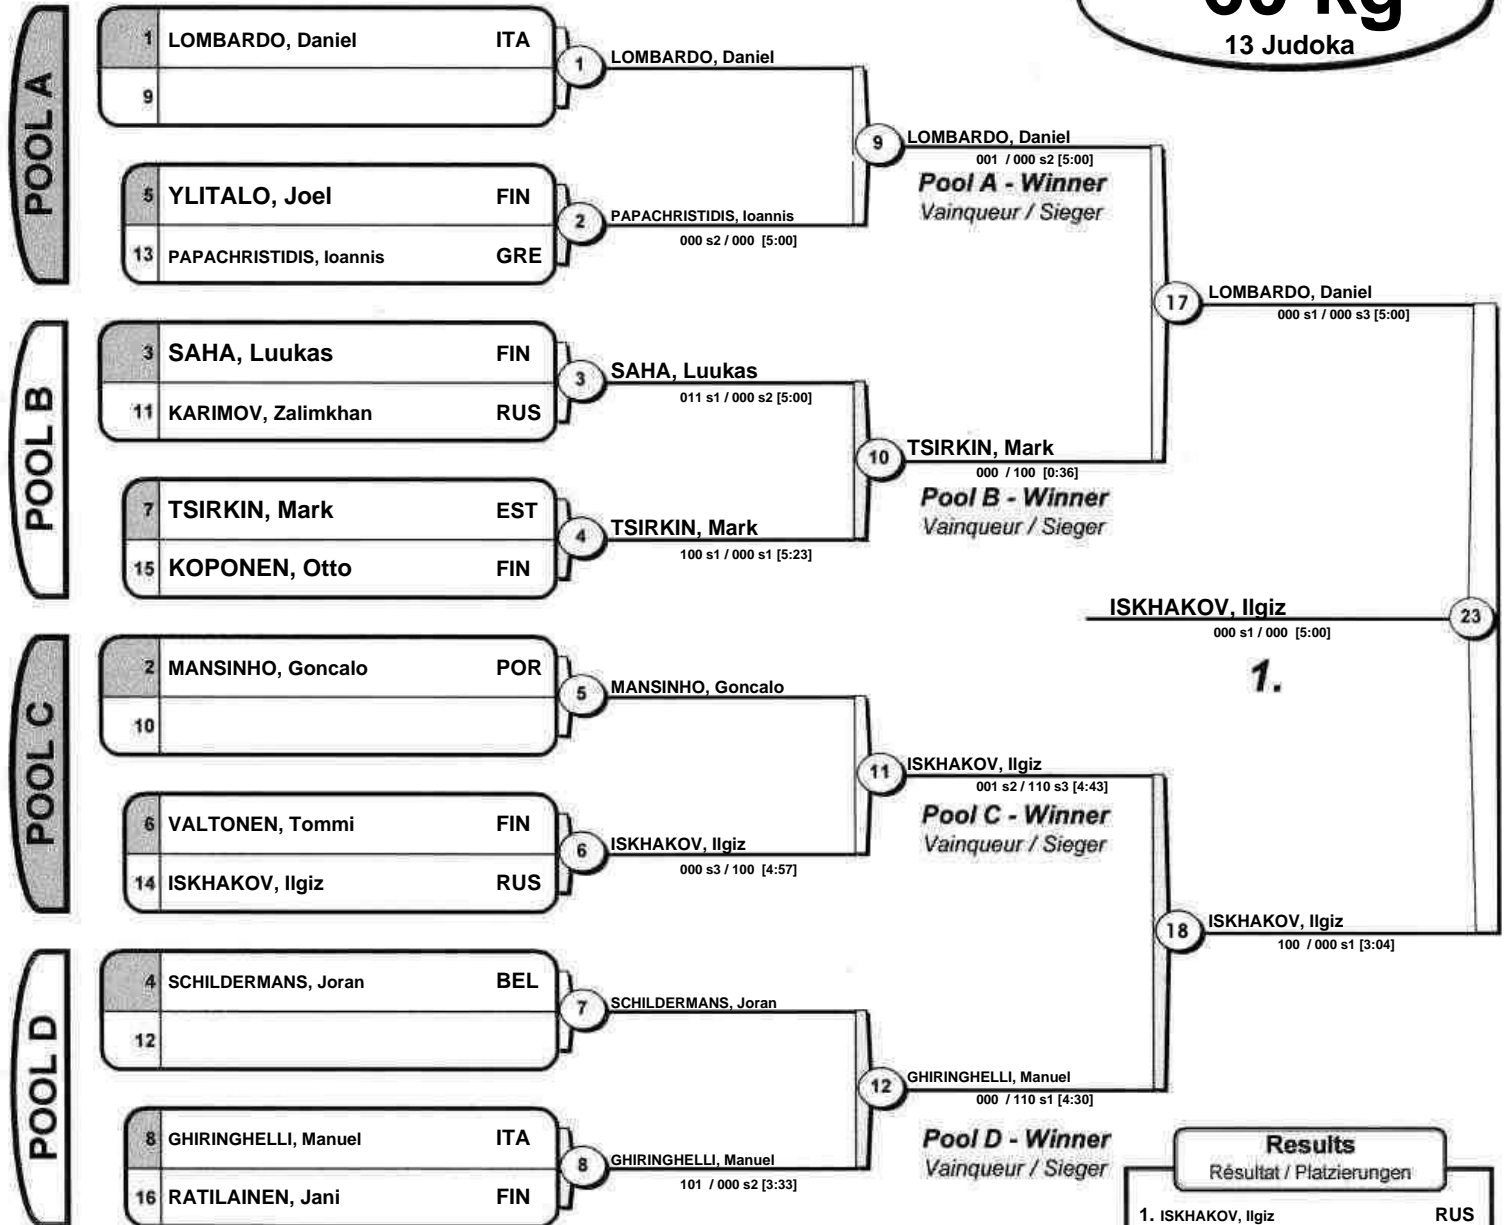 kg
13 Judoka
POOL A
1 LOMBARDO, Daniel ITA
9
1 LOMBARDO, Daniel
5 YLITALO, Joel FIN
13 PAPACHRISTIDIS, Ioannis GRE
2 PAPACHRISTIDIS, Ioannis
000 s2 / 000 [5:00]
9 LOMBARDO, Daniel
001 / 000 s2 [5:00]
Pool A - Winner
Vainqueur / Sieger
POOL B
3 SAHA, Luukas FIN
11 KARIMOV, Zalimkhan RUS
3 SAHA, Luukas
011 s1 / 000 s2 [5:00]
7 TSIRKIN, Mark EST
15 KOPONEN, Otto FIN
4 TSIRKIN, Mark
100 s1 / 000 s1 [5:23]
10 TSIRKIN, Mark
000 / 100 [0:36]
Pool B - Winner
Vainqueur / Sieger
17 LOMBARDO, Daniel
000 s1 / 000 s3 [5:00]
ISKHAKOV, Ilgiz 23
000 s1 / 000 [5:00]
1.
POOL C
2 MANSINHO, Goncalo POR
10
5 MANSINHO, Goncalo
6 VALTONEN, Tommi FIN
14 ISKHAKOV, Ilgiz RUS
6 ISKHAKOV, Ilgiz
000 s3 / 100 [4:57]
11 ISKHAKOV, Ilgiz
001 s2 / 110 s3 [4:43]
Pool C - Winner
Vainqueur / Sieger
18 ISKHAKOV, Ilgiz
100 / 000 s1 [3:04]
POOL D
4 SCHILDERMANS, Joran BEL
12
7 SCHILDERMANS, Joran
8 GHIRINGHELLI, Manuel ITA
16 RATILAINEN, Jani FIN
8 GHIRINGHELLI, Manuel
101 / 000 s2 [3:33]
12 GHIRINGHELLI, Manuel
000 / 110 s1 [4:30]
Pool D - Winner
Vainqueur / Sieger
Results
Résultat / Platzierungen
1. ISKHAKOV, Ilgiz RUS